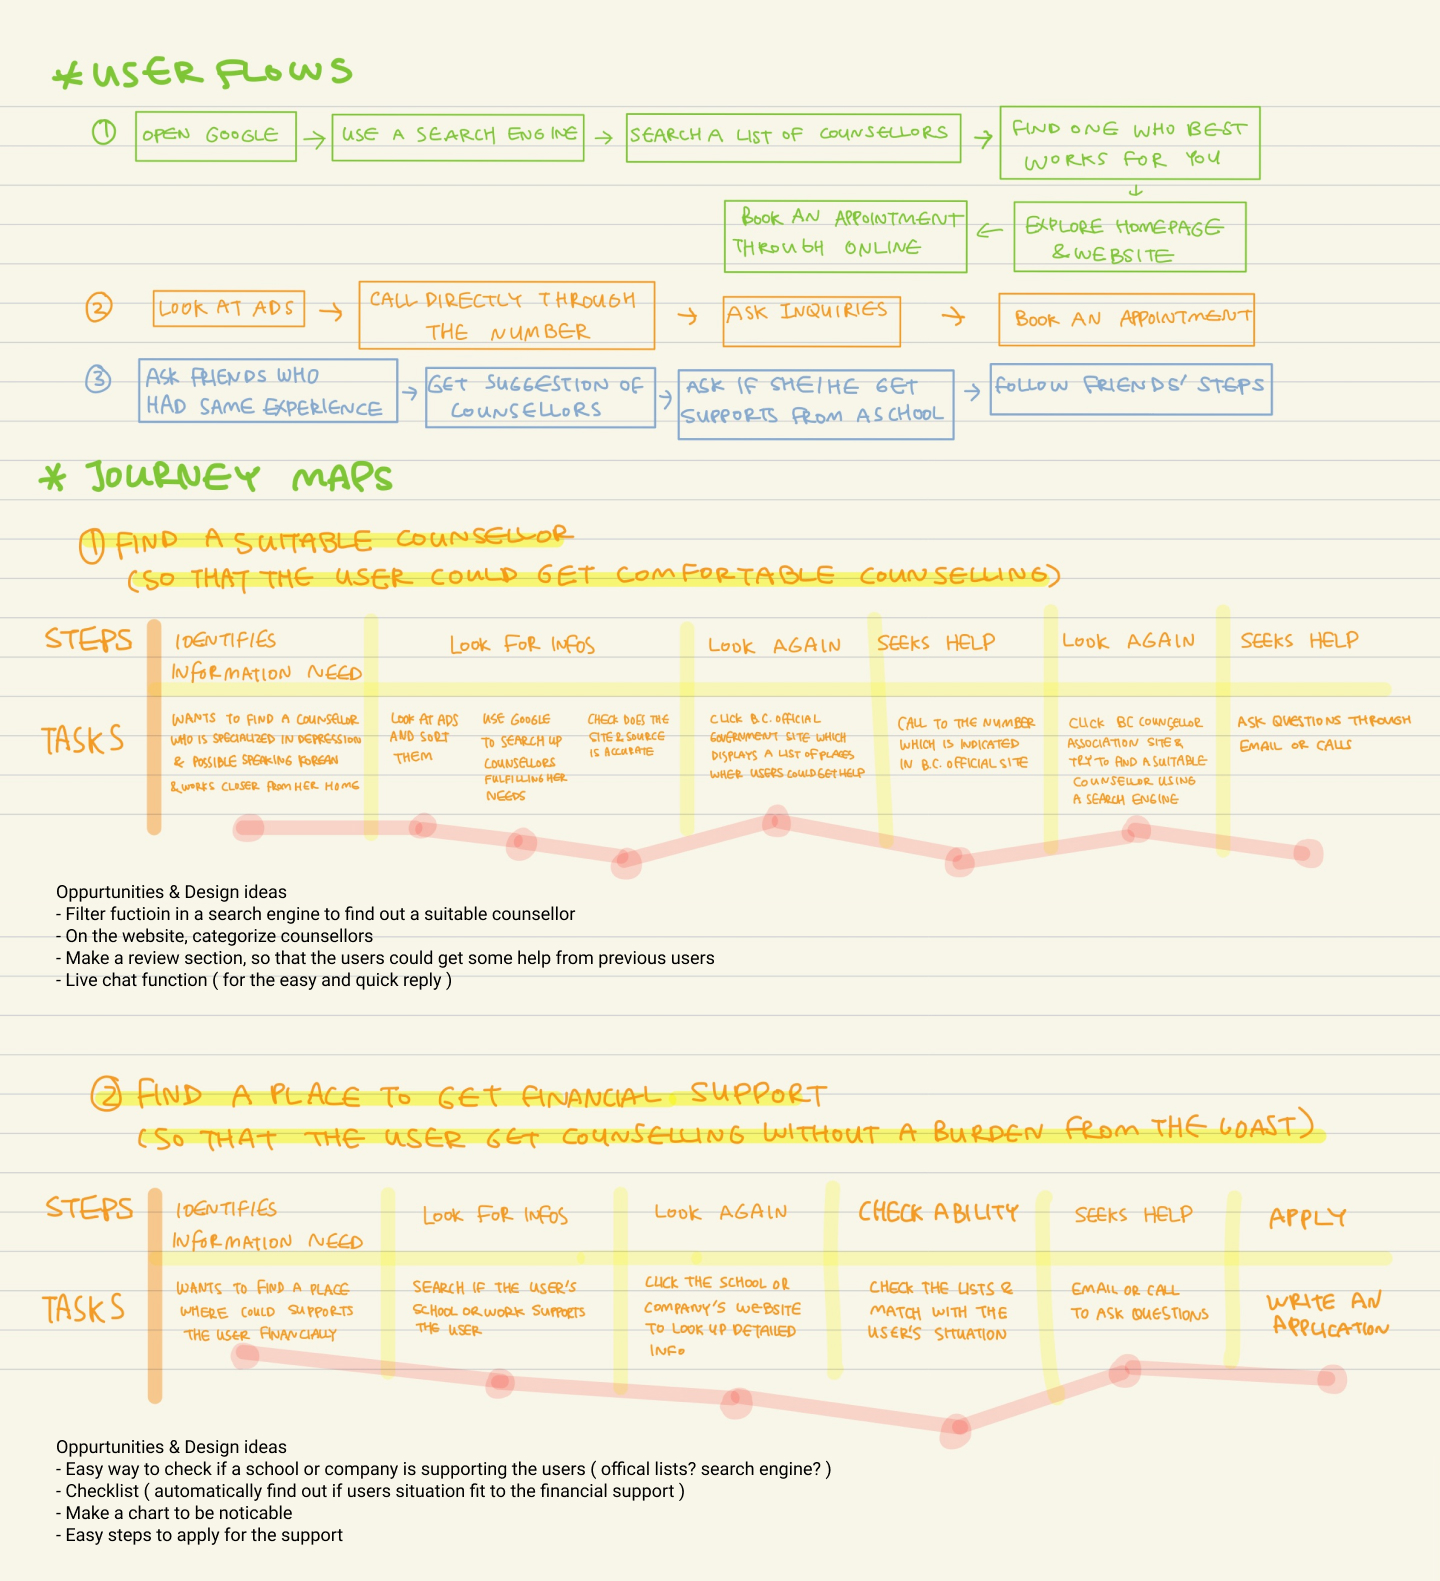 * USER FLOWS
① OPEN GOOGLE → USE A SEARCH ENGINE → SEARCH A LIST OF COUNSELLORS → FIND ONE WHO BEST
WORKS FOR YOU
↓
EXPLORE HOMEPAGE
& WEBSITE
← BOOK AN APPOINTMENT
THROUGH ONLINE
② LOOK AT ADS → CALL DIRECTLY THROUGH
THE NUMBER
→ ASK INQUIRIES → BOOK AN APPOINTMENT
③ ASK FRIENDS WHO
HAD SAME EXPERIENCE
→ GET SUGGESTION OF
COUNSELLORS
→ ASK IF SHE/HE GET
SUPPORTS FROM A SCHOOL
→ FOLLOW FRIENDS' STEPS
* JOURNEY MAPS
① FIND A SUITABLE COUNSELLOR
(SO THAT THE USER COULD GET COMFORTABLE COUNSELLING)
STEPS
IDENTIFIES
INFORMATION NEED
LOOK FOR INFOS
LOOK AGAIN
SEEKS HELP
LOOK AGAIN
SEEKS HELP
TASKS
WANTS TO FIND A COUNSELOR
WHO IS SPECIALIZED IN DEPRESSION
& POSSIBLE SPEAKING KOREAN
& WORKS CLOSER FROM HER HOME
LOOK AT ADS
AND SORT
THEM
USE GOOGLE
TO SEARCH UP
COUNSELLORS
FULFILLING HER
NEEDS
CHECK DOES THE
SITE & SOURCE
IS ACCURATE
CLICK B.C. OFFICIAL
GOVERNMENT SITE WHICH
DISPLAYS A LIST OF PLACES
WHER USERS COULD GET HELP
CALL TO THE NUMBER
WHICH IS INDICATED
IN B.C. OFFICIAL SITE
CLICK BC COUNCELLOR
ASSOCIATION SITE &
TRY TO FIND A SUITABLE
COUNSELLOR USING
A SEARCH ENGINE
ASK QUESTIONS THROUGH
EMAIL OR CALLS
Oppurtunities & Design ideas
- Filter fuctioin in a search engine to find out a suitable counsellor
- On the website, categorize counsellors
- Make a review section, so that the users could get some help from previous users
- Live chat function ( for the easy and quick reply )
② FIND A PLACE TO GET FINANCIAL SUPPORT
(SO THAT THE USER GET COUNSELLING WITHOUT A BURDEN FROM THE COAST)
STEPS
IDENTIFIES
INFORMATION NEED
LOOK FOR INFOS
LOOK AGAIN
CHECK ABILITY
SEEKS HELP
APPLY
TASKS
WANTS TO FIND A PLACE
WHERE COULD SUPPORTS
THE USER FINANCIALLY
SEARCH IF THE USER'S
SCHOOL OR WORK SUPPORTS
THE USER
CLICK THE SCHOOL OR
COMPANY'S WEBSITE
TO LOOK UP DETAILED
INFO
CHECK THE LISTS &
MATCH WITH THE
USER'S SITUATION
EMAIL OR CALL
TO ASK QUESTIONS
WRITE AN
APPLICATION
Oppurtunities & Design ideas
- Easy way to check if a school or company is supporting the users ( offical lists? search engine? )
- Checklist ( automatically find out if users situation fit to the financial support )
- Make a chart to be noticable
- Easy steps to apply for the support